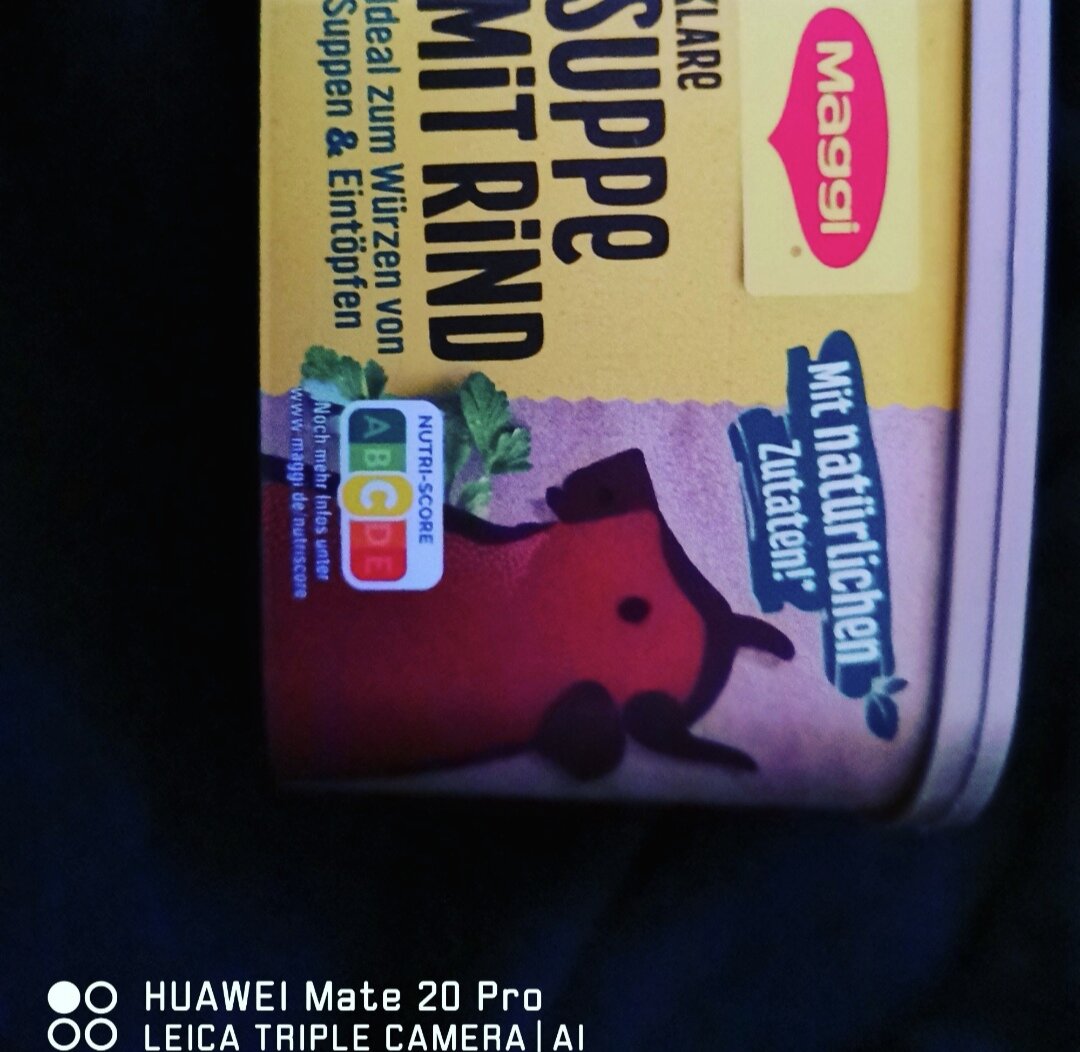 Maggi
KLARe
SUPPe
MiT RiND
Ideal zum Würzen von
Suppen & Eintöpfen
Mit natürlichen
Zutaten!*
NUTRI-SCORE
A B C D E
Noch mehr Infos unter
www.maggi.de/nutriscore
HUAWEI Mate 20 Pro
LEICA TRIPLE CAMERA | AI